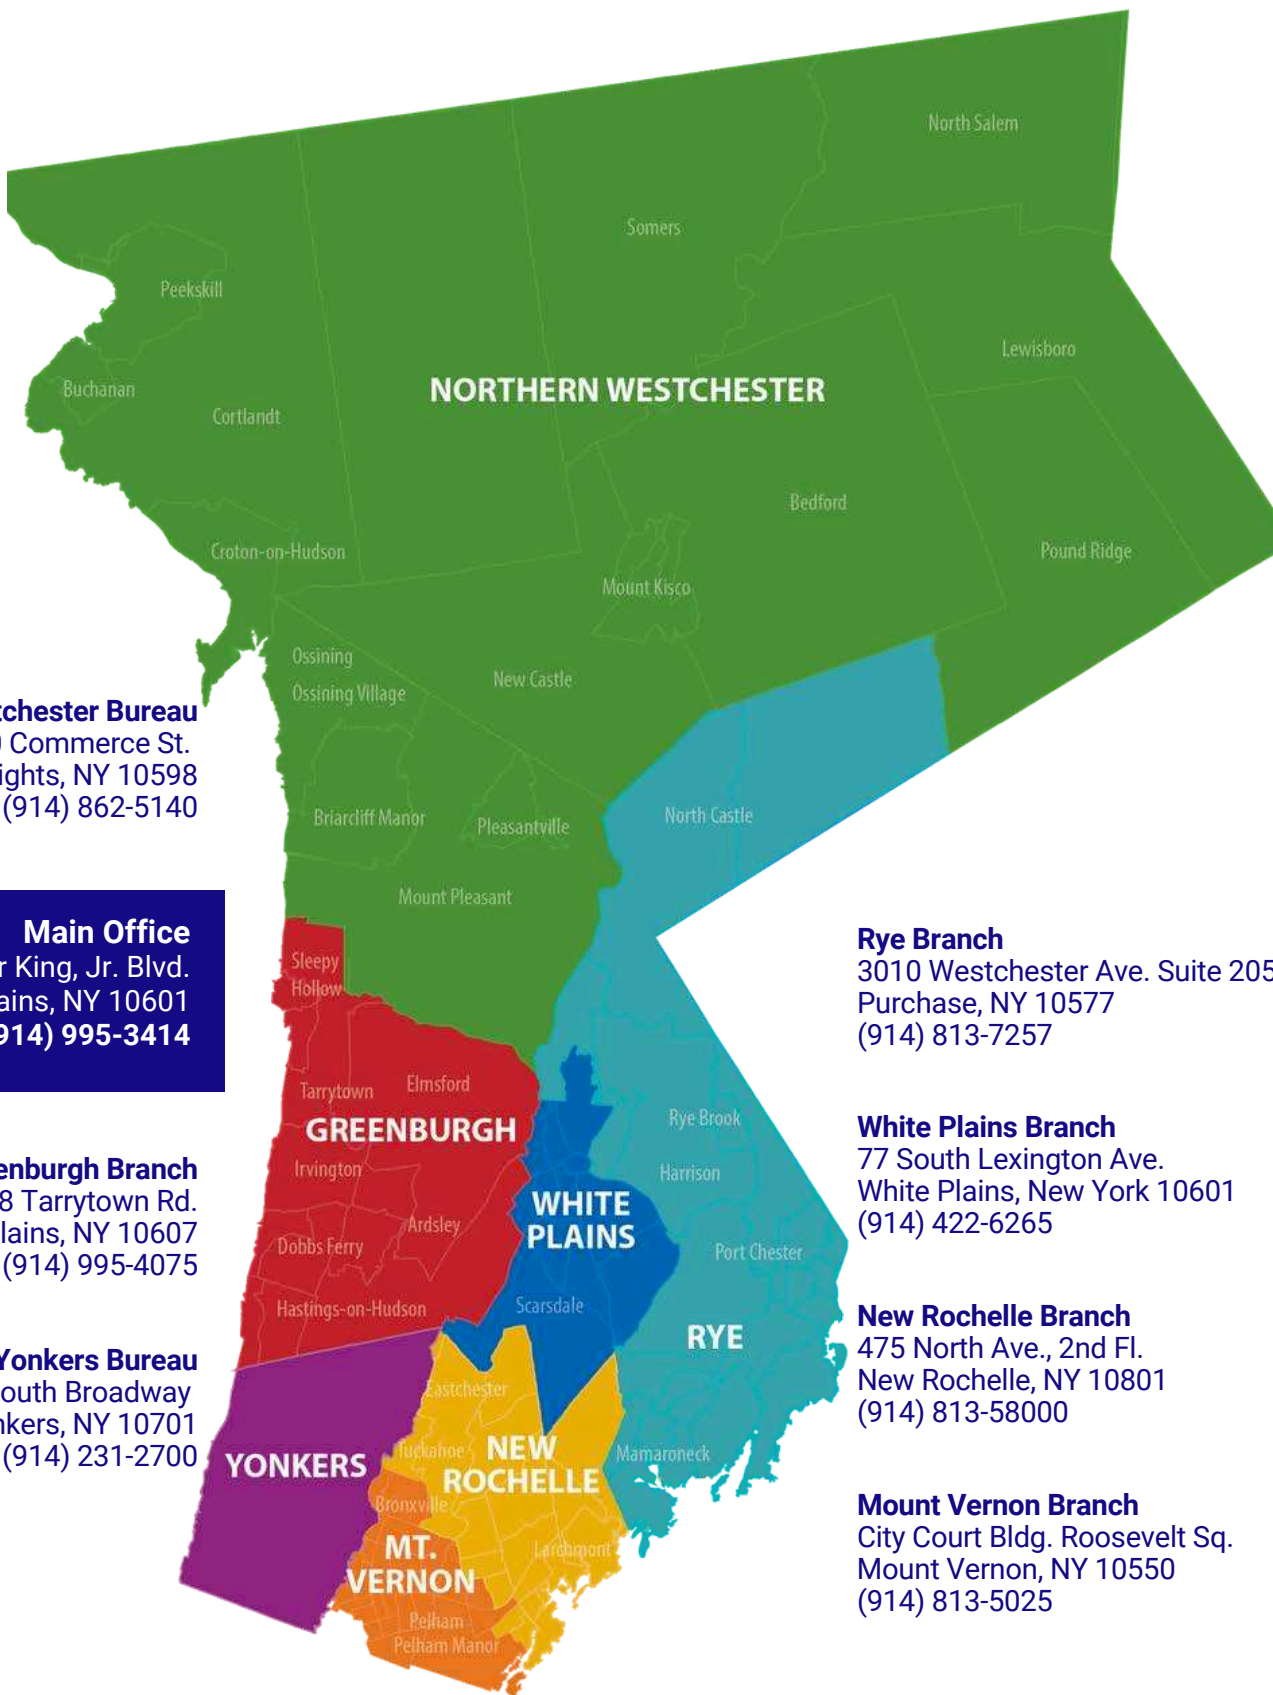 North Salem
Somers
Peekskill
Lewisboro
Buchanan
NORTHERN WESTCHESTER
Cortlandt
Bedford
Croton-on-Hudson
Pound Ridge
Mount Kisco
Ossining
Ossining Village
New Castle
tchester Bureau
Commerce St.
ights, NY 10598
(914) 862-5140
Briarcliff Manor
Pleasantville
North Castle
Mount Pleasant
Main Office
r King, Jr. Blvd.
ains, NY 10601
914) 995-3414
Sleepy
Hollow
Rye Branch
3010 Westchester Ave. Suite 205
Purchase, NY 10577
(914) 813-7257
Tarrytown
Elmsford
GREENBURGH
Rye Brook
Irvington
Harrison
WHITE
PLAINS
Ardsley
Dobbs Ferry
Port Chester
Hastings-on-Hudson
Scarsdale
RYE
White Plains Branch
77 South Lexington Ave.
White Plains, New York 10601
(914) 422-6265
enburgh Branch
8 Tarrytown Rd.
lains, NY 10607
(914) 995-4075
New Rochelle Branch
475 North Ave., 2nd Fl.
New Rochelle, NY 10801
(914) 813-58000
Yonkers Bureau
outh Broadway
nkers, NY 10701
(914) 231-2700
Eastchester
Tuckahoe
NEW
ROCHELLE
YONKERS
Mamaroneck
Bronxville
MT.
VERNON
Larchmont
Pelham
Pelham Manor
Mount Vernon Branch
City Court Bldg. Roosevelt Sq.
Mount Vernon, NY 10550
(914) 813-5025